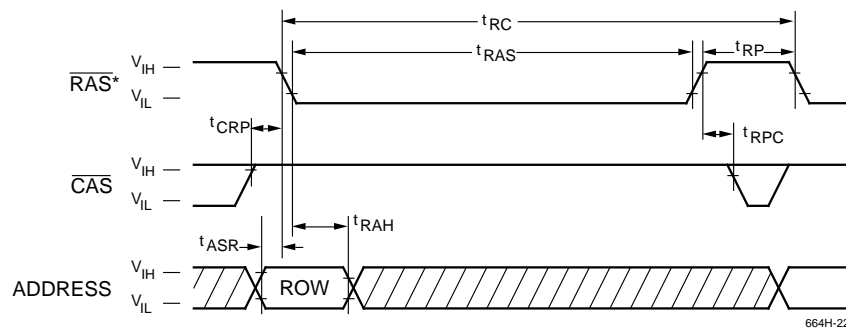 tRC
tRAS
tRP
RAS*
VIH
VIL
tCRP
tRPC
CAS
VIH
VIL
tASR
tRAH
ADDRESS
VIH
VIL
ROW
664H-22